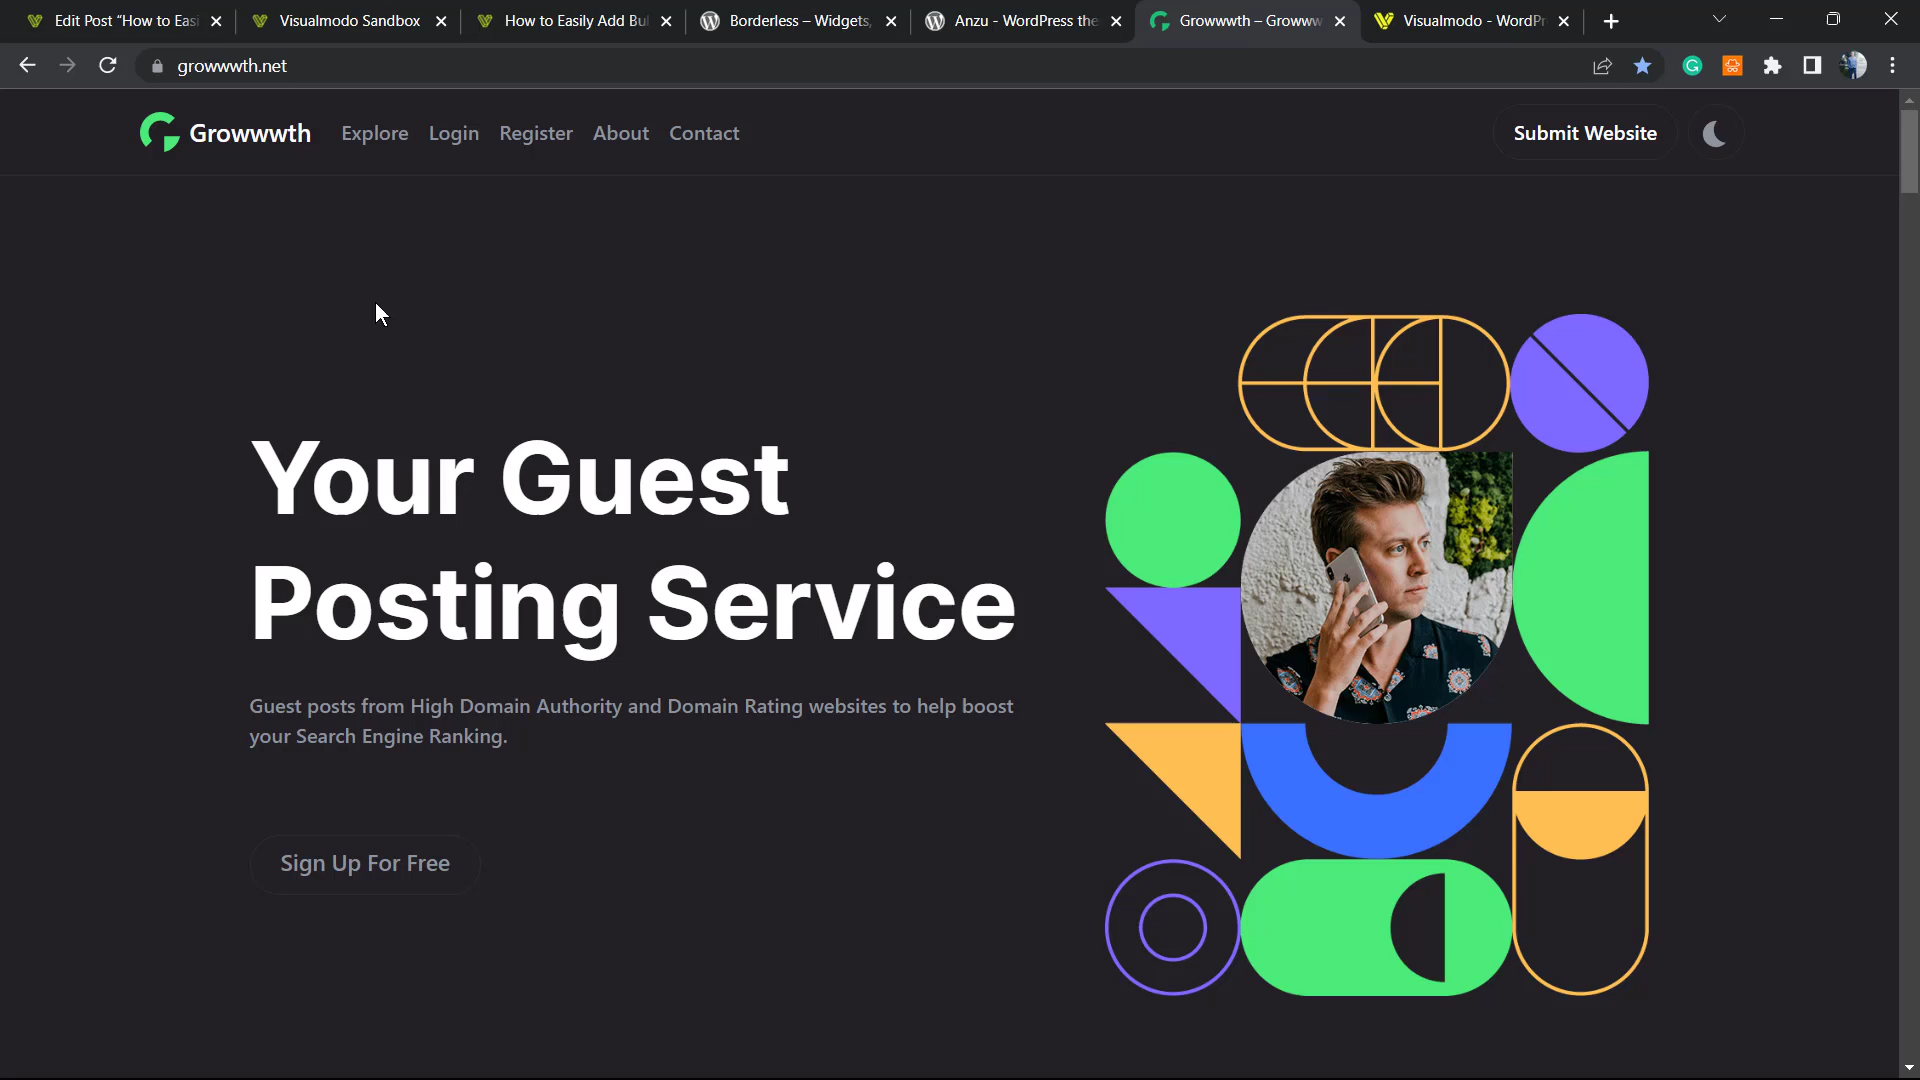 Edit Post “How to Easi
Visualmodo Sandbox
How to Easily Add Bul
Borderless – Widgets,
Anzu - WordPress the
Growwwth – Growww
Visualmodo - WordPr
growwwth.net
Growwwth
Explore
Login
Register
About
Contact
Submit Website
Your Guest
Posting Service
Guest posts from High Domain Authority and Domain Rating websites to help boost
your Search Engine Ranking.
Sign Up For Free